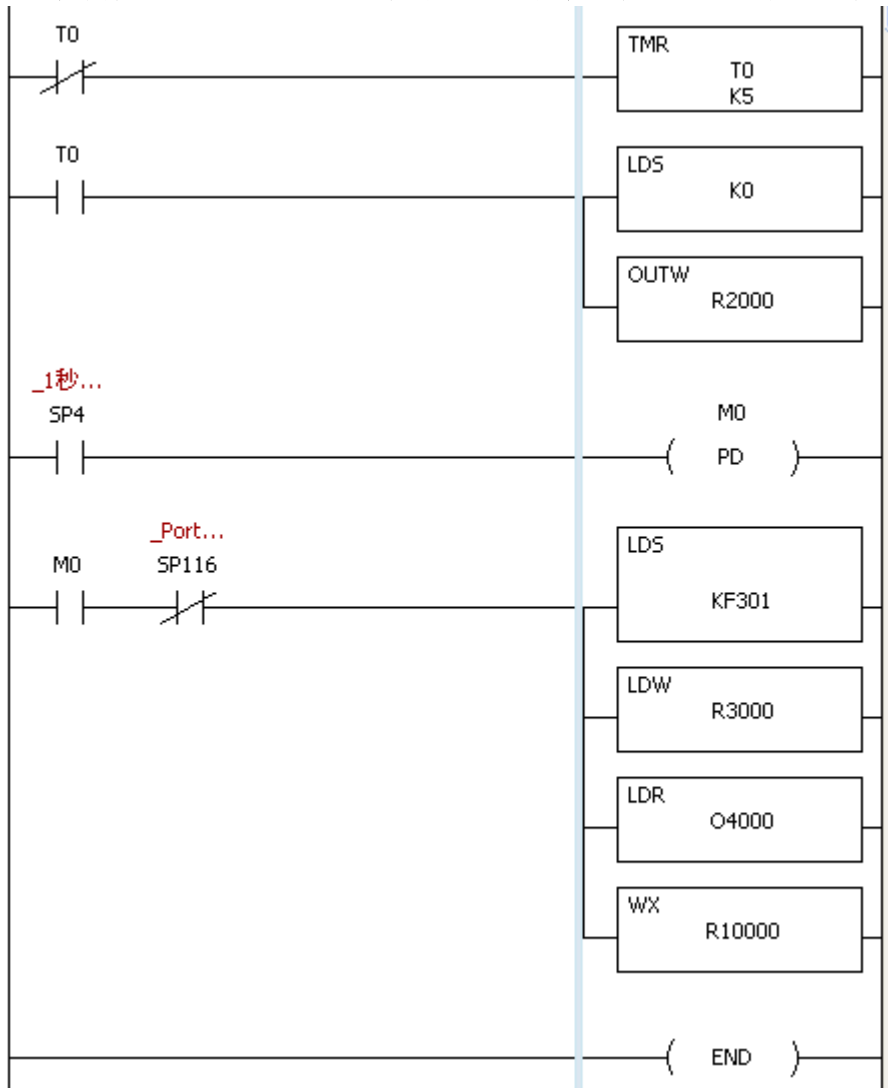 T0
TMR
T0
K5
T0
LDS
K0
OUTW
R2000
_1秒...
SP4
M0
PD
_Port...
M0
SP116
LDS
KF301
LDW
R3000
LDR
O4000
WX
R10000
END